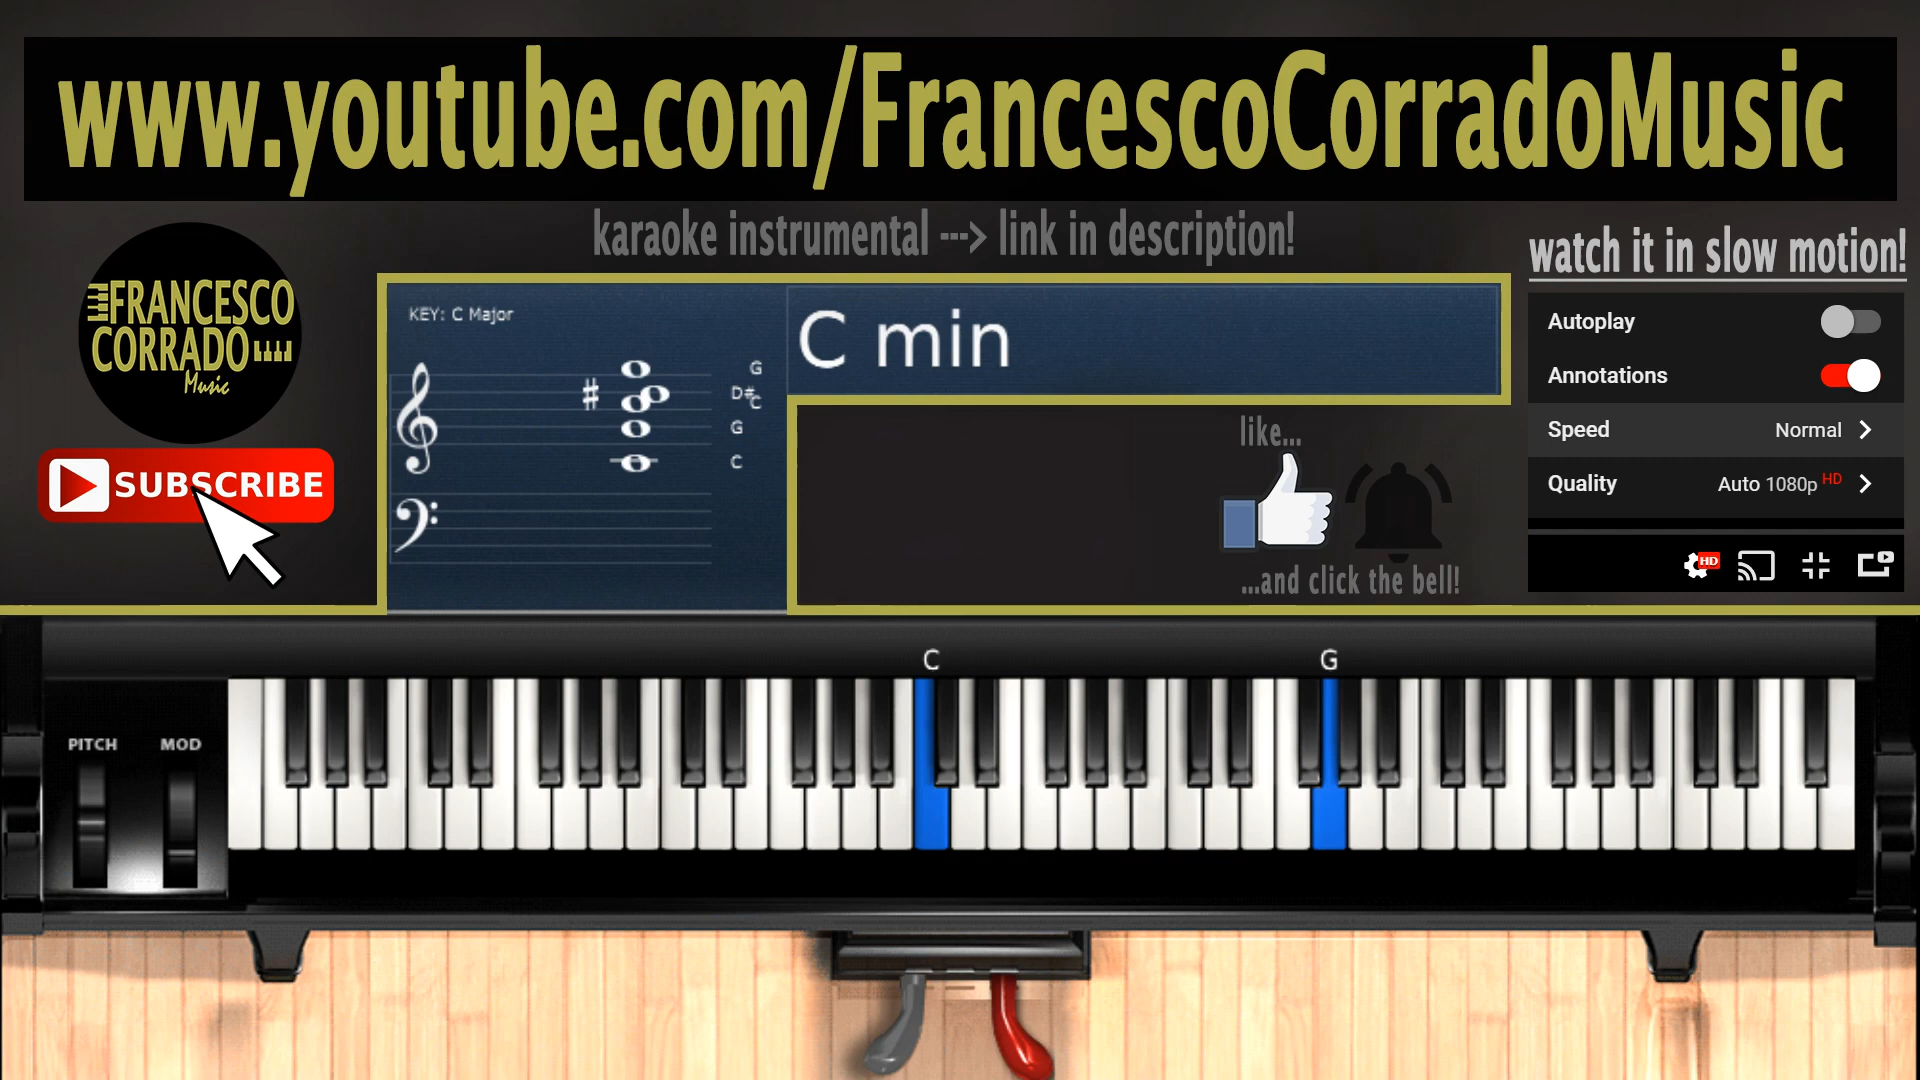 www.youtube.com/FrancescoCorradoMusic
karaoke instrumental ---> link in description!
watch it in slow motion!
FRANCESCO
CORRADO
Music
SUBSCRIBE
KEY: C Major
G
D#
C
G
C
C min
like...
...and click the bell!
Autoplay
Annotations
Speed Normal
Quality Auto 1080p HD
HD
C G
PITCH MOD